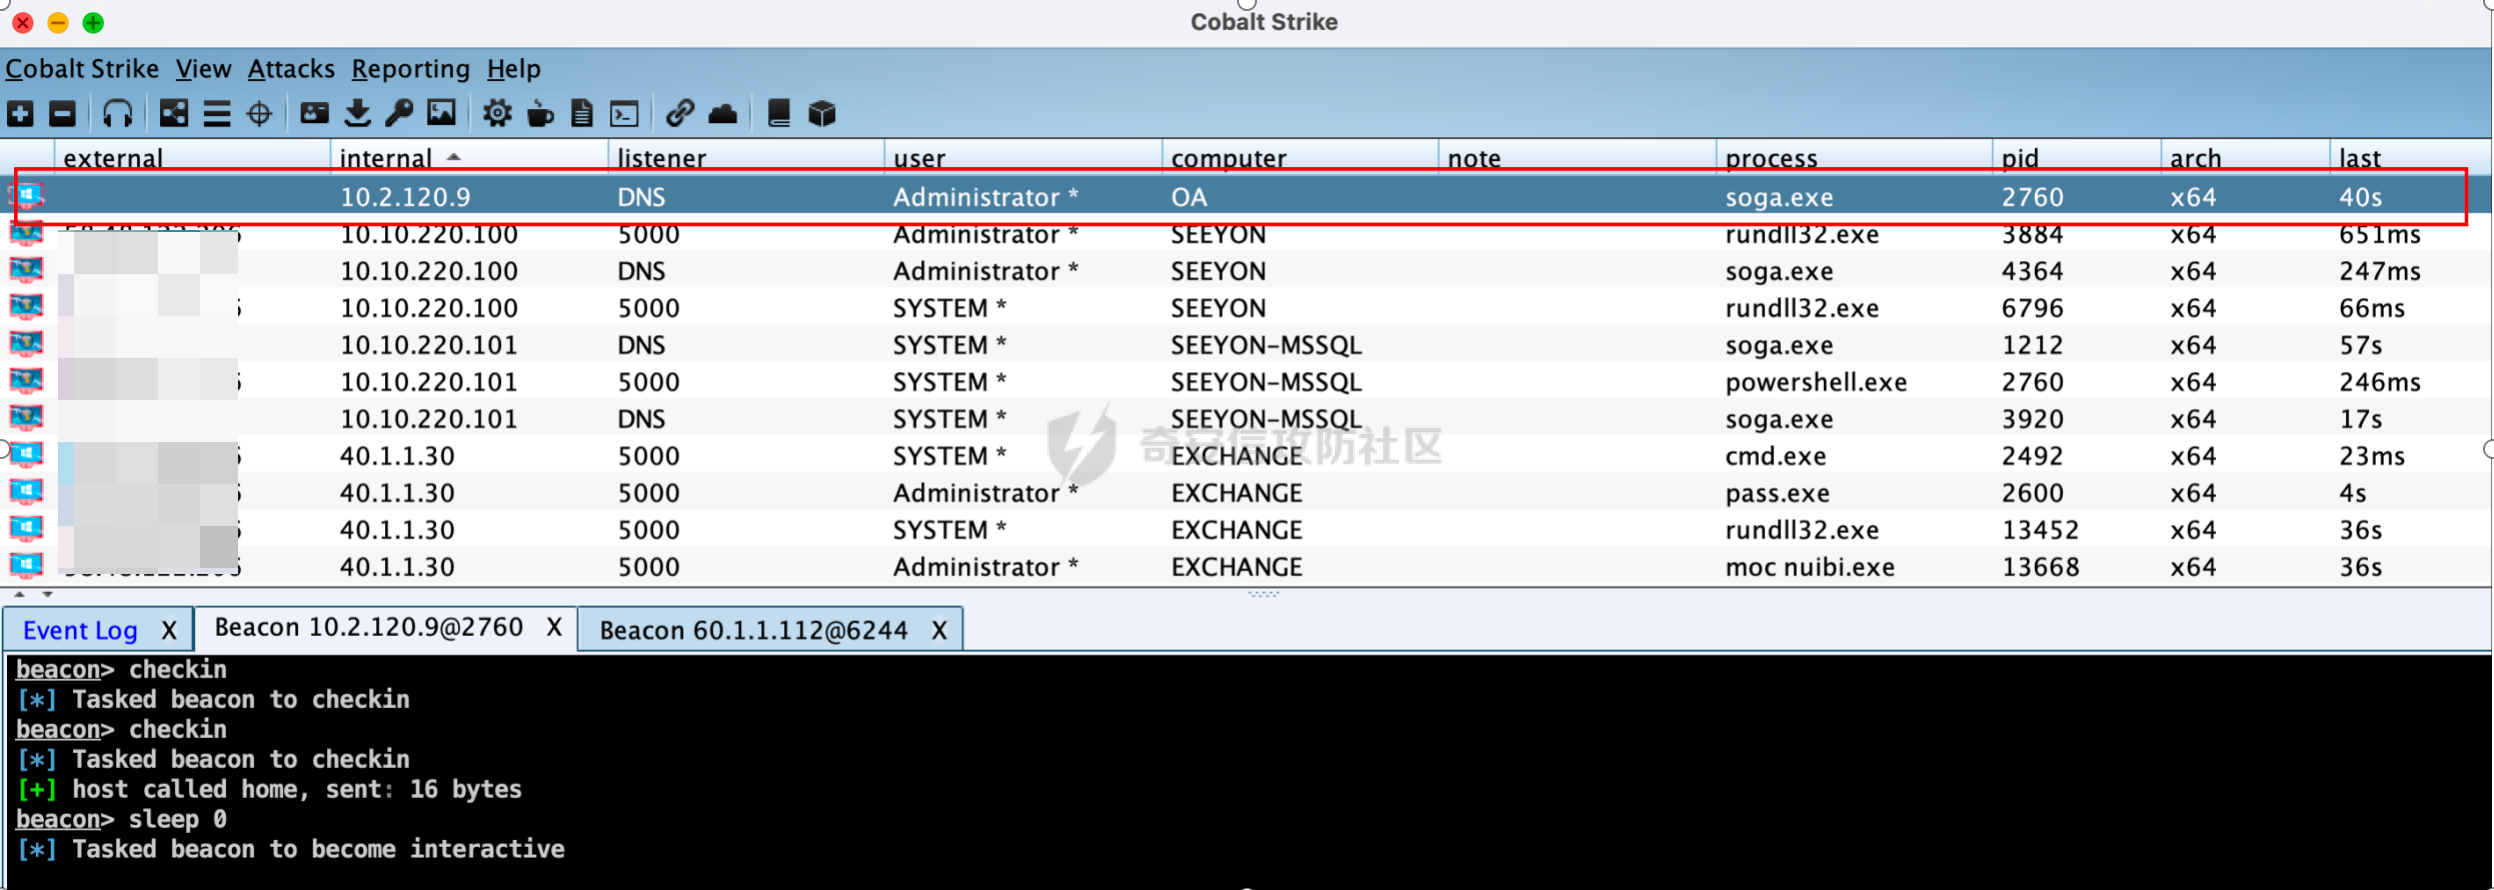 Cobalt Strike
Cobalt Strike View Attacks Reporting Help
external internal listener user computer note process pid arch last
10.2.120.9 DNS Administrator * OA soga.exe 2760 x64 40s
10.10.220.100 5000 Administrator * SEEYON rundll32.exe 3884 x64 651ms
10.10.220.100 DNS Administrator * SEEYON soga.exe 4364 x64 247ms
10.10.220.100 5000 SYSTEM * SEEYON rundll32.exe 6796 x64 66ms
10.10.220.101 DNS SYSTEM * SEEYON-MSSQL soga.exe 1212 x64 57s
10.10.220.101 5000 SYSTEM * SEEYON-MSSQL powershell.exe 2760 x64 246ms
10.10.220.101 DNS SYSTEM * SEEYON-MSSQL soga.exe 3920 x64 17s
奇安信攻防社区
40.1.1.30 5000 SYSTEM * EXCHANGE cmd.exe 2492 x64 23ms
40.1.1.30 5000 Administrator * EXCHANGE pass.exe 2600 x64 4s
40.1.1.30 5000 SYSTEM * EXCHANGE rundll32.exe 13452 x64 36s
40.1.1.30 5000 Administrator * EXCHANGE moc nuibi.exe 13668 x64 36s
Event Log X Beacon 10.2.120.9@2760 X Beacon 60.1.1.112@6244 X
beacon> checkin
[*] Tasked beacon to checkin
beacon> checkin
[*] Tasked beacon to checkin
[+] host called home, sent: 16 bytes
beacon> sleep 0
[*] Tasked beacon to become interactive